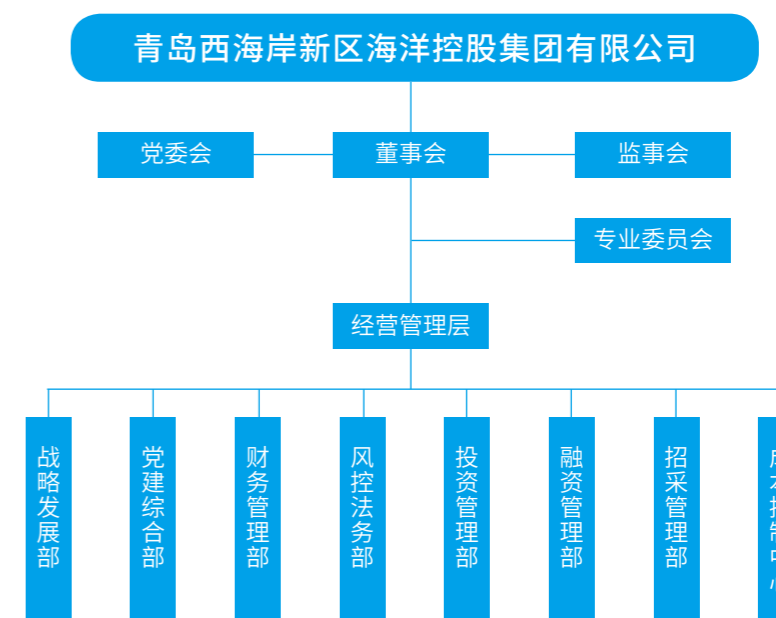 青岛西海岸新区海洋控股集团有限公司
党委会
董事会
监事会
专业委员会
经营管理层
战略发展部
党建综合部
财务管理部
风控法务部
投资管理部
融资管理部
招采管理部